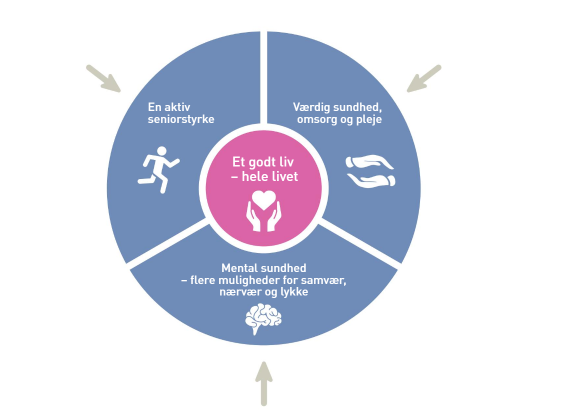 En aktiv
seniorstyrke
Værdig sundhed,
omsorg og pleje
Et godt liv
– hele livet
Mental sundhed
– flere muligheder for samvær,
nærvær og lykke